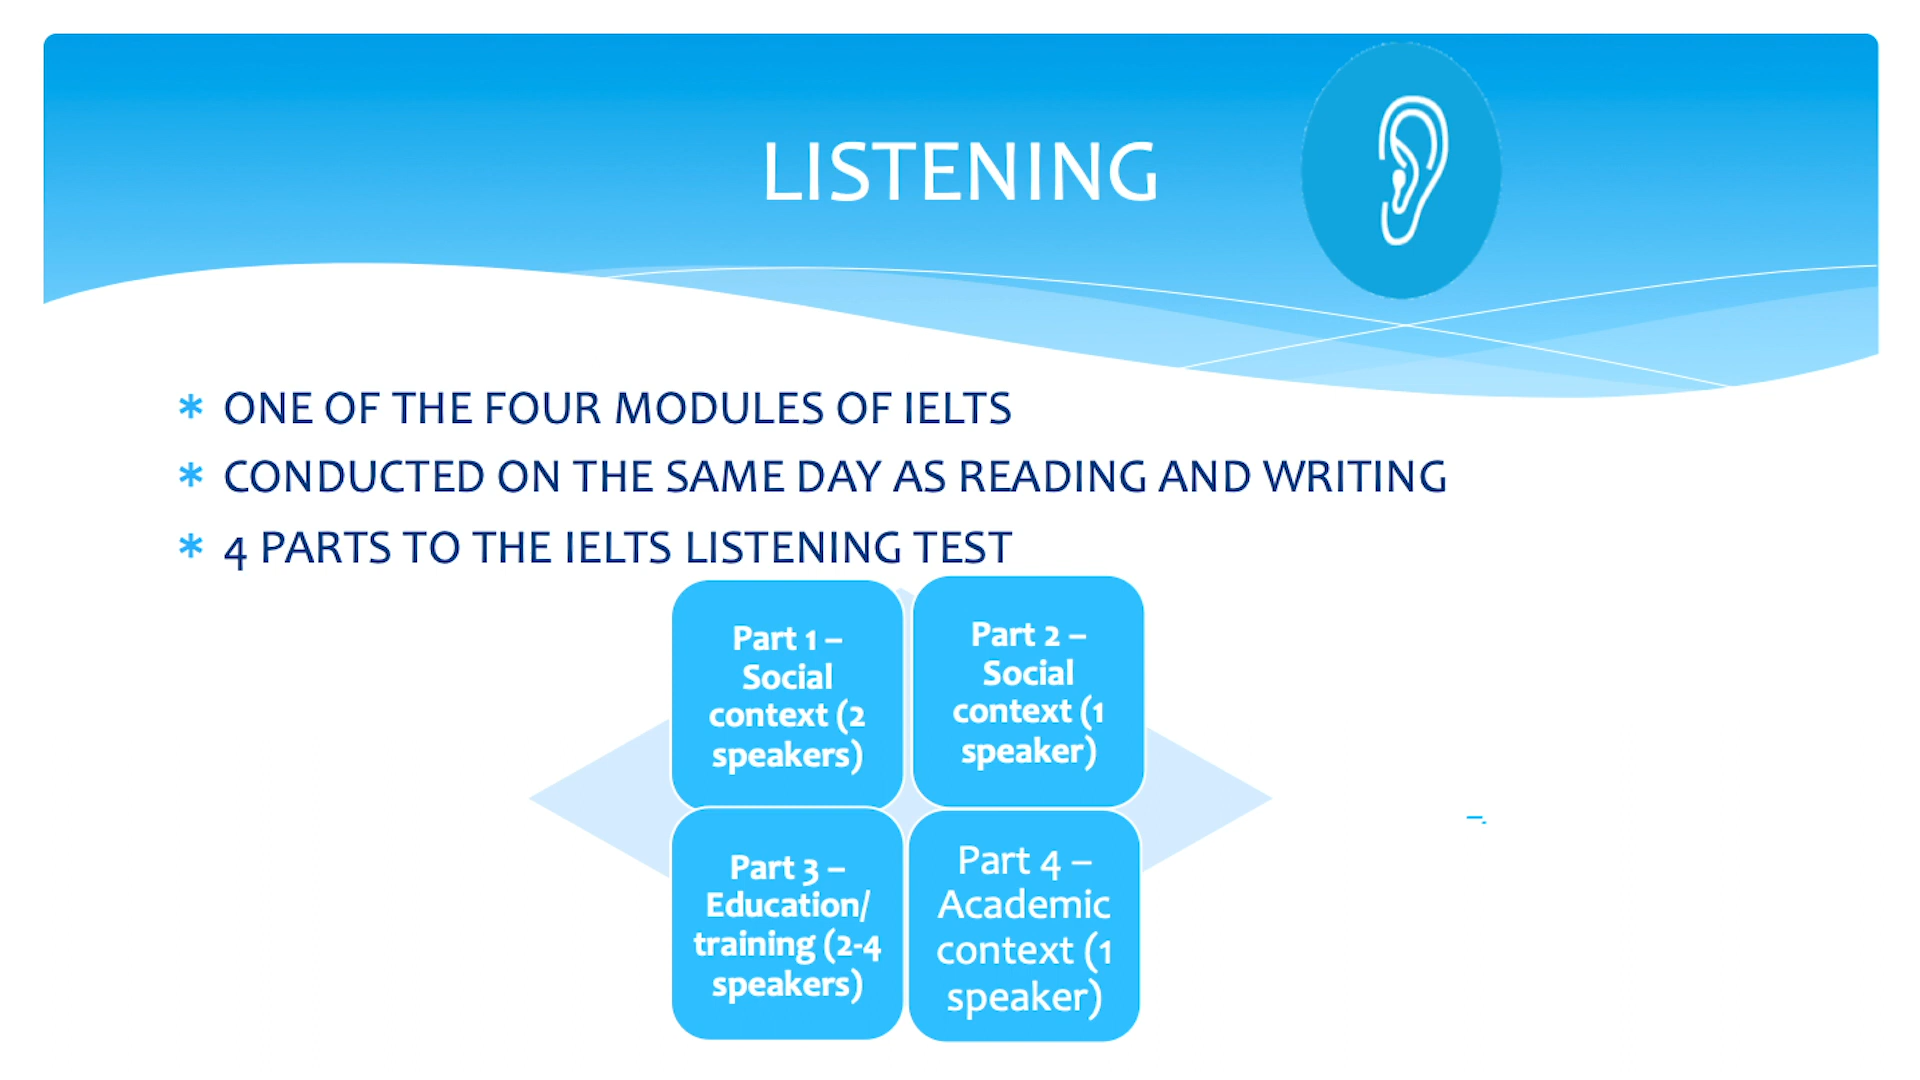 LISTENING
* ONE OF THE FOUR MODULES OF IELTS
* CONDUCTED ON THE SAME DAY AS READING AND WRITING
* 4 PARTS TO THE IELTS LISTENING TEST
Part 1 –
Social
context (2
speakers)
Part 2 –
Social
context (1
speaker)
Part 3 –
Education/
training (2-4
speakers)
Part 4 –
Academic
context (1
speaker)
–.